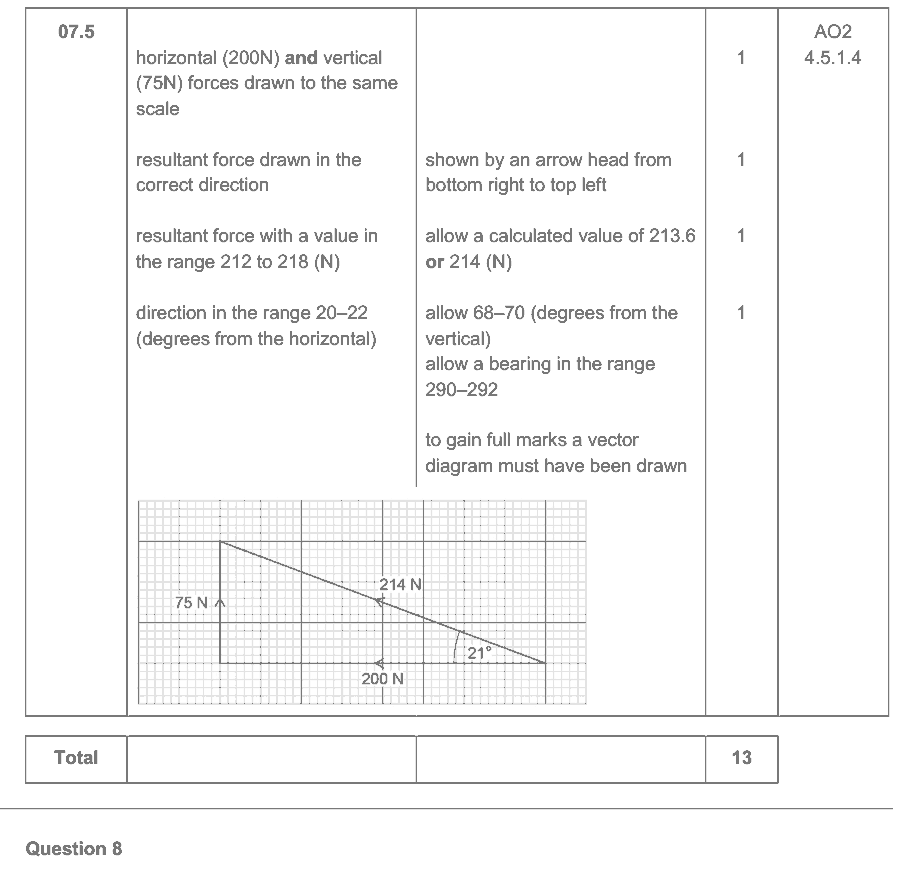 07.5
AO2
horizontal (200N) and vertical
1
4.5.1.4
(75N) forces drawn to the same
scale
resultant force drawn in the
shown by an arrow head from
1
correct direction
bottom right to top left
resultant force with a value in
allow a calculated value of 213.6
1
the range 212 to 218 (N)
or 214 (N)
direction in the range 20–22
allow 68–70 (degrees from the
1
(degrees from the horizontal)
vertical)
allow a bearing in the range
290–292
to gain full marks a vector
diagram must have been drawn
214 N
75 N
21°
200 N
Total
13
Question 8